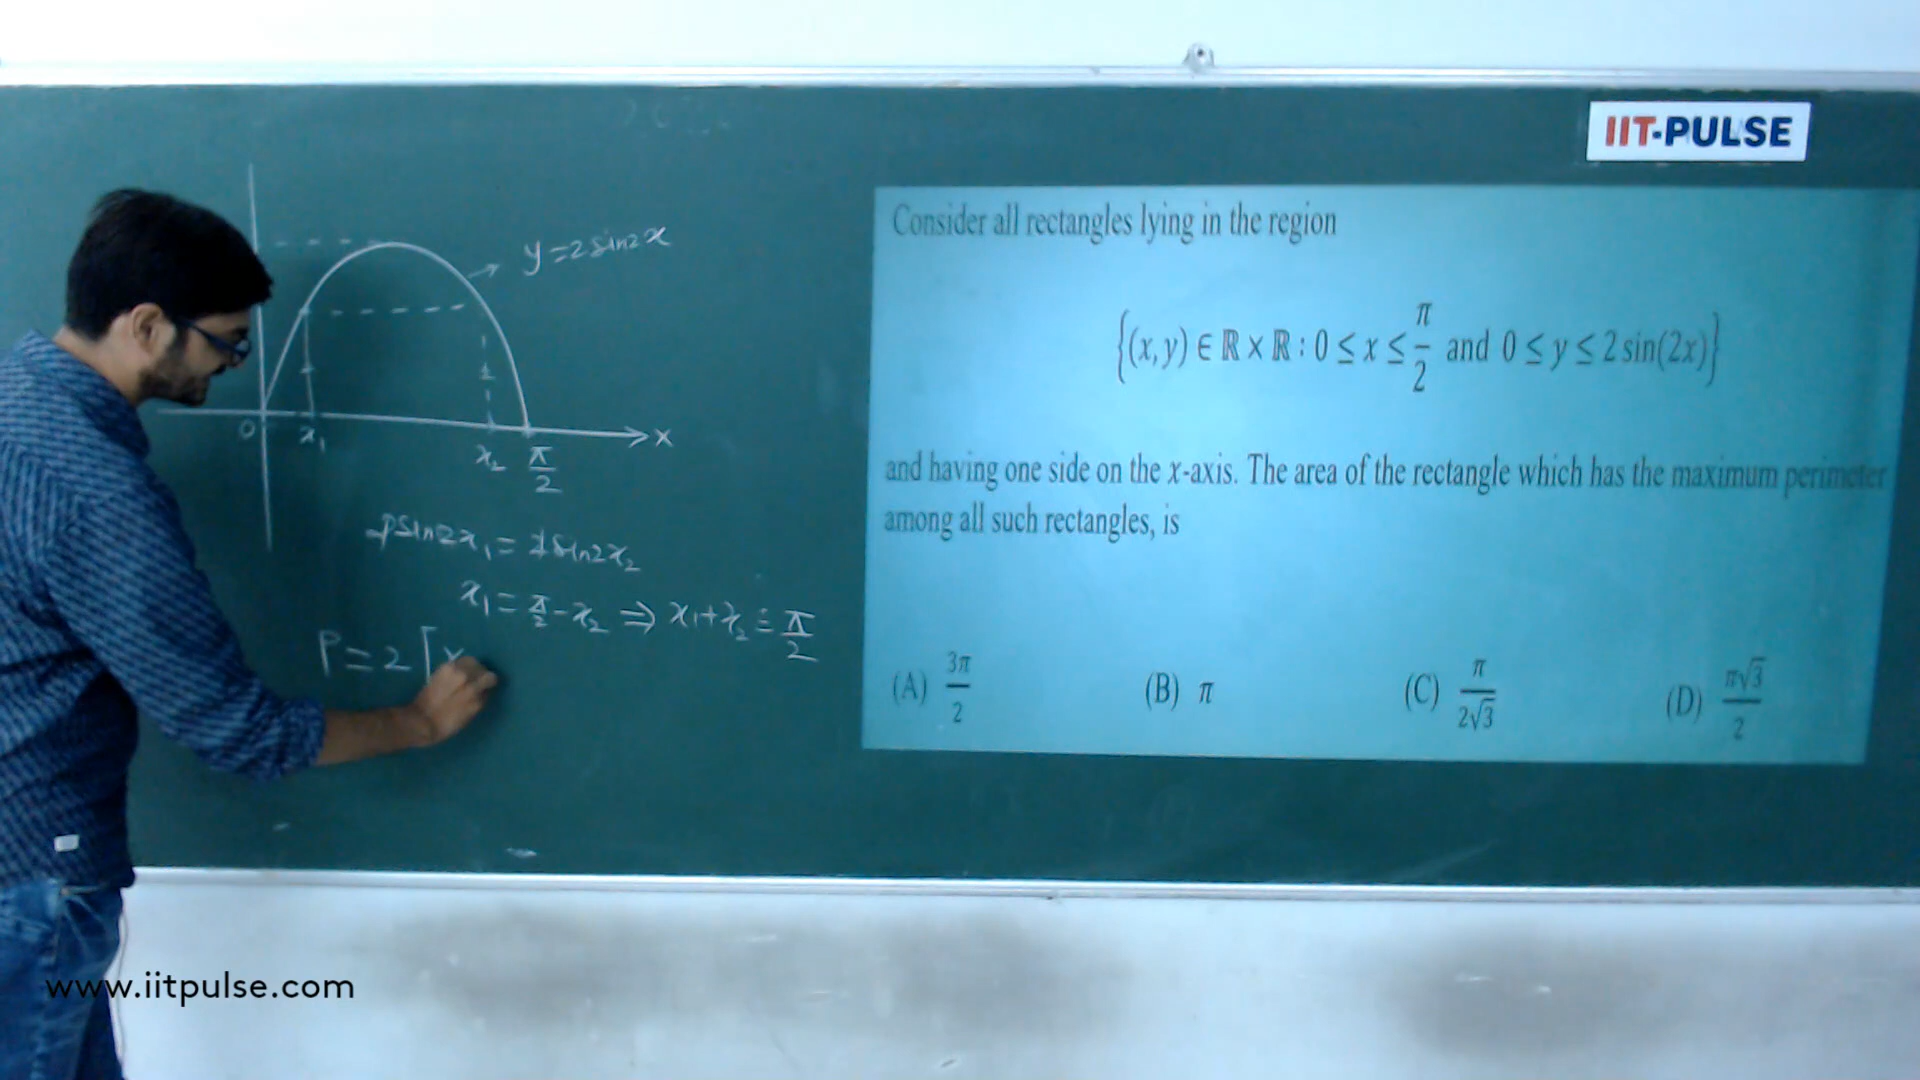 IIT-PULSE
y=2sin2x
0
x₁
x₂
π/2
x
2sin2x₁ = 2sin2x₂
x₁ = π/2 - x₂ ⇒ x₁+x₂ = π/2
P = 2 [x
Consider all rectangles lying in the region
{(x,y) ∈ ℝ × ℝ : 0 ≤ x ≤ π/2 and 0 ≤ y ≤ 2 sin(2x)}
and having one side on the x-axis. The area of the rectangle which has the maximum perimeter
among all such rectangles, is
(A) 3π/2 (B) π (C) π/2√3 (D) π√3/2
www.iitpulse.com